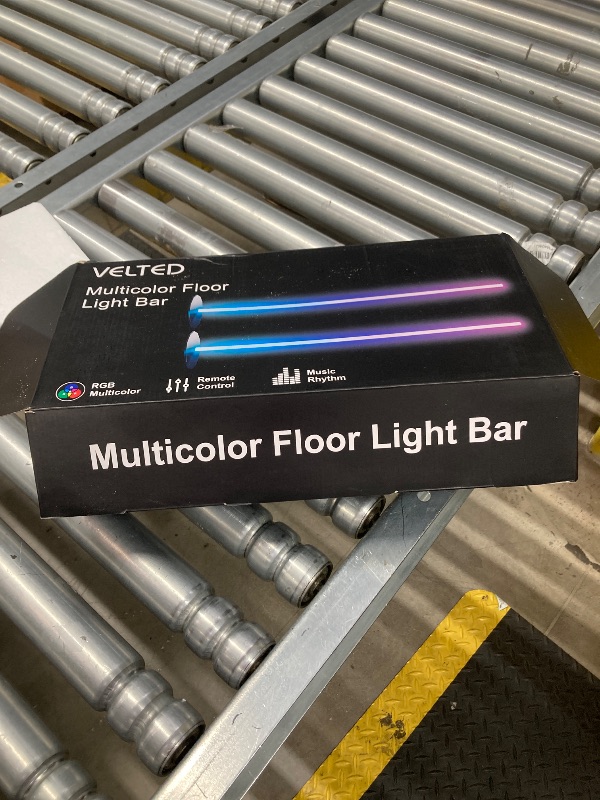 VELTED
Multicolor Floor
Light Bar
RGB
Multicolor
Remote
Control
Music
Rhythm
Multicolor Floor Light Bar